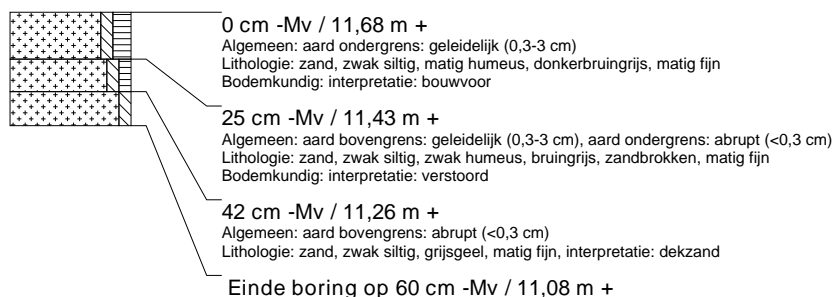 0 cm -Mv / 11,68 m +
Algemeen: aard ondergrens: geleidelijk (0,3-3 cm)
Lithologie: zand, zwak siltig, matig humeus, donkerbruingrijs, matig fijn
Bodemkundig: interpretatie: bouwvoor
25 cm -Mv / 11,43 m +
Algemeen: aard bovengrens: geleidelijk (0,3-3 cm), aard ondergrens: abrupt (<0,3 cm)
Lithologie: zand, zwak siltig, zwak humeus, bruingrijs, zandbrokken, matig fijn
Bodemkundig: interpretatie: verstoord
42 cm -Mv / 11,26 m +
Algemeen: aard bovengrens: abrupt (<0,3 cm)
Lithologie: zand, zwak siltig, grijsgeel, matig fijn, interpretatie: dekzand
Einde boring op 60 cm -Mv / 11,08 m +